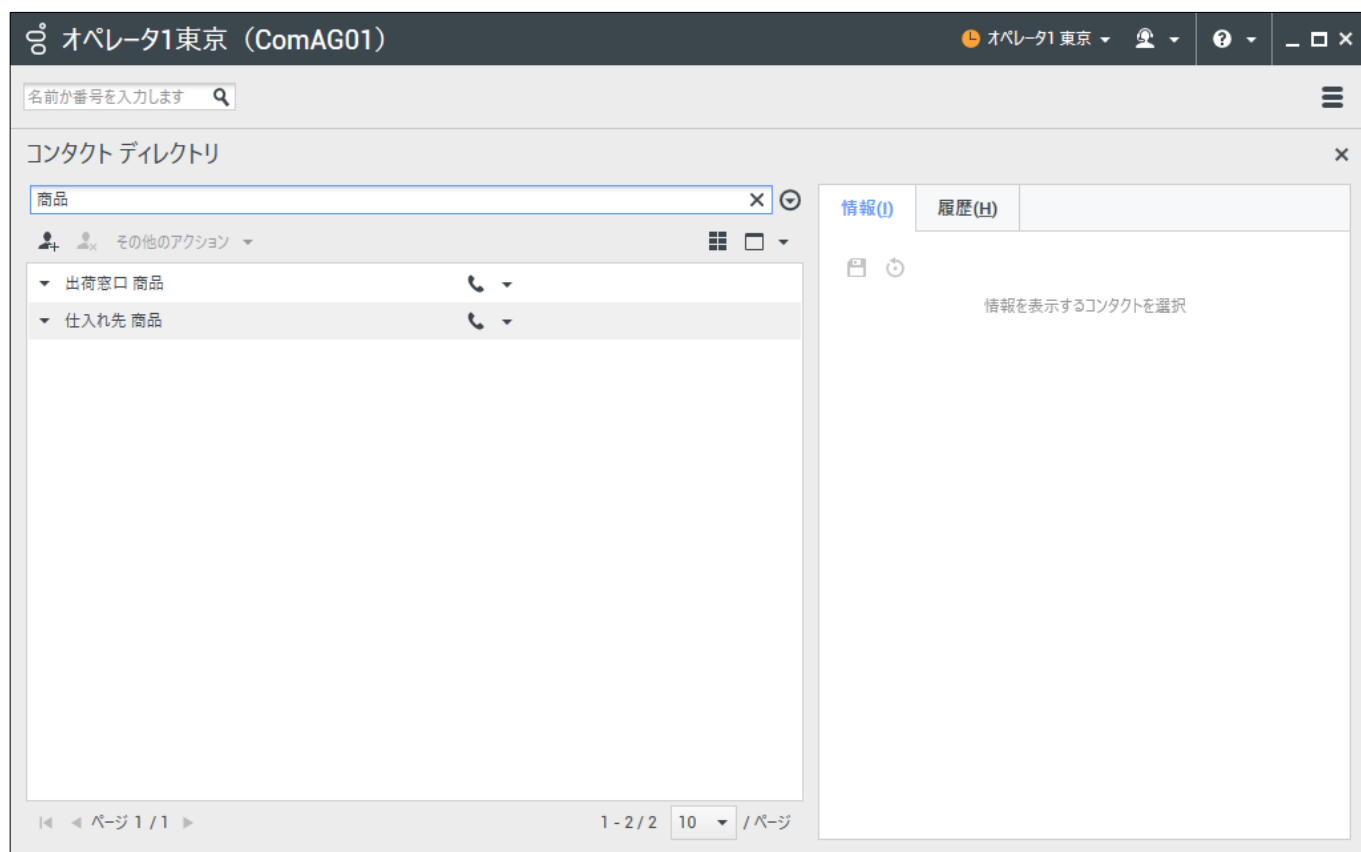 オペレータ1東京（ComAG01）
オペレータ1 東京
名前か番号を入力します
コンタクト ディレクトリ
商品
その他のアクション
出荷窓口 商品
仕入れ先 商品
ページ 1 / 1
1 - 2 / 2 10 / ページ
情報(I) 履歴(H)
情報を表示するコンタクトを選択